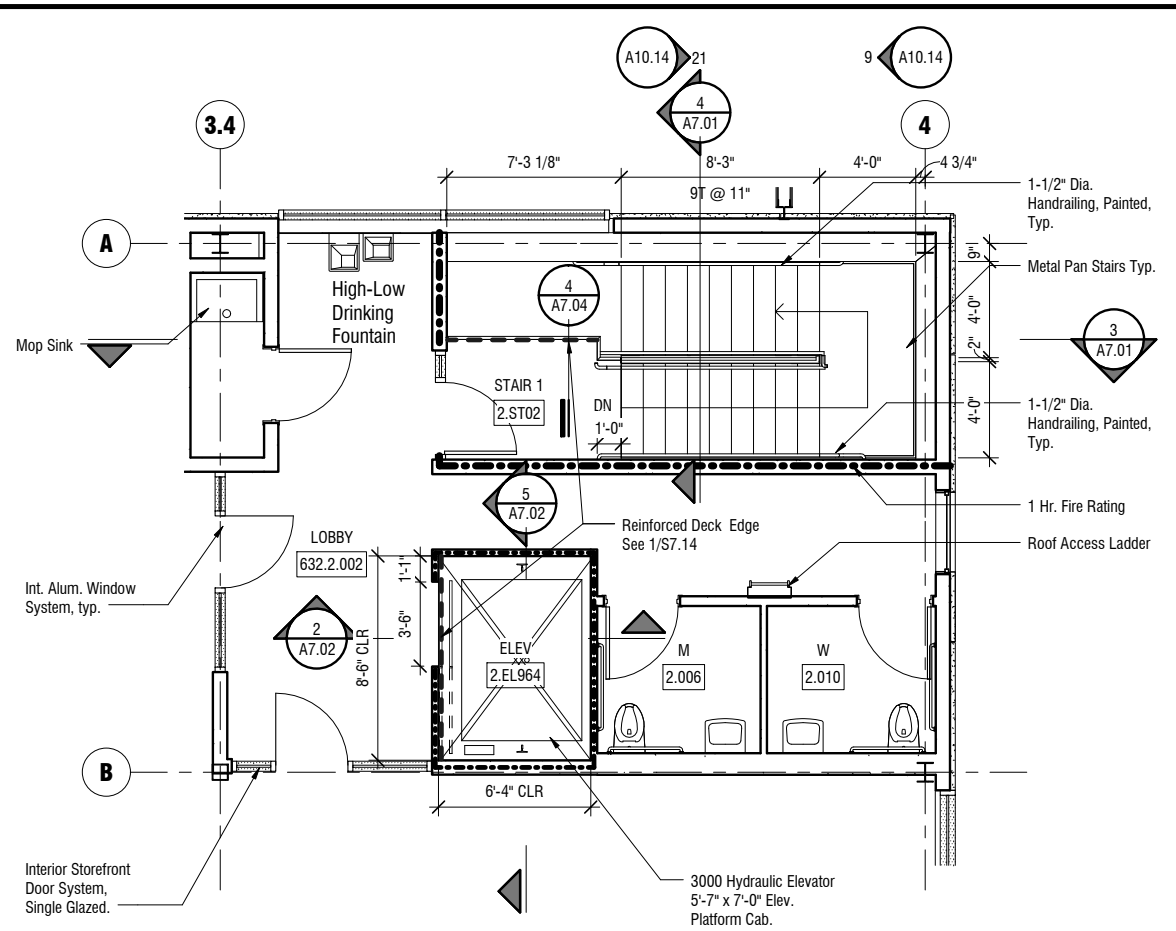 A10.14
21
9
A10.14
4
A7.01
3.4
4
7'-3 1/8"
8'-3"
4'-0"
4 3/4"
9T @ 11"
1-1/2" Dia.
Handrailing, Painted,
Typ.
A
9"
Metal Pan Stairs Typ.
High-Low
Drinking
Fountain
4
A7.04
4'-0"
3
A7.01
Mop Sink
2"
STAIR 1
2.ST02
DN
1'-0"
4'-0"
1-1/2" Dia.
Handrailing, Painted,
Typ.
5
A7.02
1 Hr. Fire Rating
Reinforced Deck Edge
See 1/S7.14
LOBBY
632.2.002
Roof Access Ladder
1'-1"
Int. Alum. Window
System, typ.
3'-6"
2
A7.02
8'-6" CLR
ELEV
2.EL964
M
2.006
W
2.010
B
6'-4" CLR
Interior Storefront
Door System,
Single Glazed.
3000 Hydraulic Elevator
5'-7" x 7'-0" Elev.
Platform Cab.